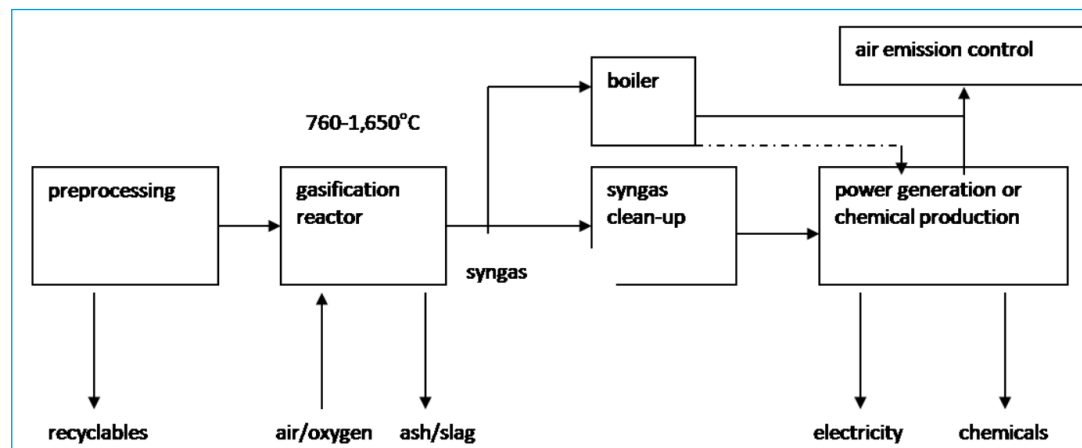 air emission control
boiler
760-1,650°C
preprocessing
gasification
reactor
syngas
clean-up
power generation or
chemical production
syngas
recyclables
air/oxygen
ash/slag
electricity
chemicals